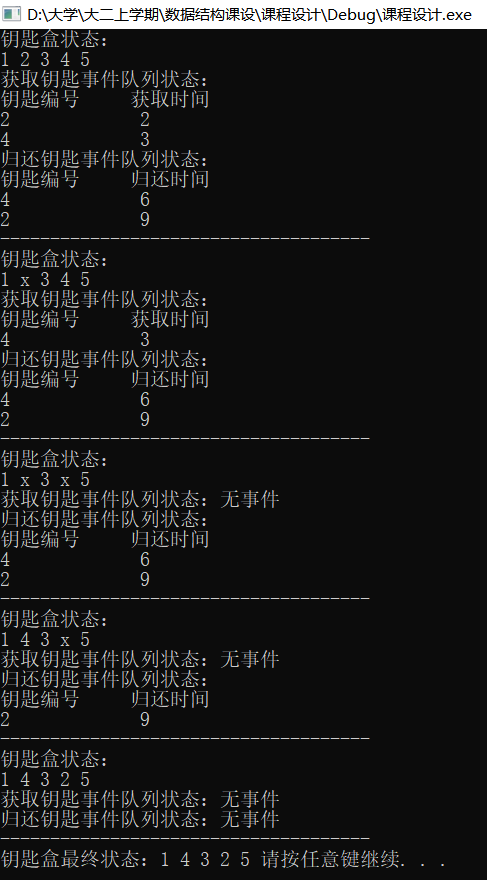 D:\大学\大二上学期\数据结构课设\课程设计\Debug\课程设计.exe
钥匙盒状态：
1 2 3 4 5
获取钥匙事件队列状态：
钥匙编号 获取时间
2 2
4 3
归还钥匙事件队列状态：
钥匙编号 归还时间
4 6
2 9
-------------------------------------
钥匙盒状态：
1 x 3 4 5
获取钥匙事件队列状态：
钥匙编号 获取时间
4 3
归还钥匙事件队列状态：
钥匙编号 归还时间
4 6
2 9
-------------------------------------
钥匙盒状态：
1 x 3 x 5
获取钥匙事件队列状态：无事件
归还钥匙事件队列状态：
钥匙编号 归还时间
4 6
2 9
-------------------------------------
钥匙盒状态：
1 4 3 x 5
获取钥匙事件队列状态：无事件
归还钥匙事件队列状态：
钥匙编号 归还时间
2 9
-------------------------------------
钥匙盒状态：
1 4 3 2 5
获取钥匙事件队列状态：无事件
归还钥匙事件队列状态：无事件
-------------------------------------
钥匙盒最终状态：1 4 3 2 5 请按任意键继续. . .